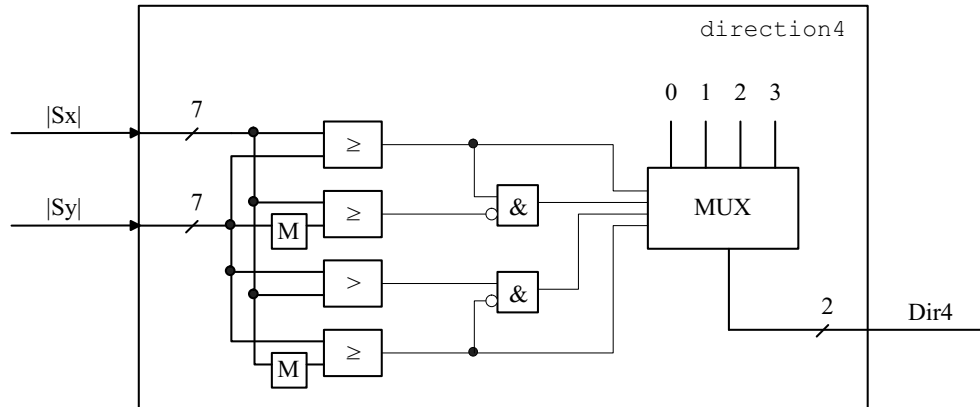 direction4
0 1 2 3
|Sx| 7
≥
|Sy| 7
M ≥ & MUX
> &
2 Dir4
M ≥